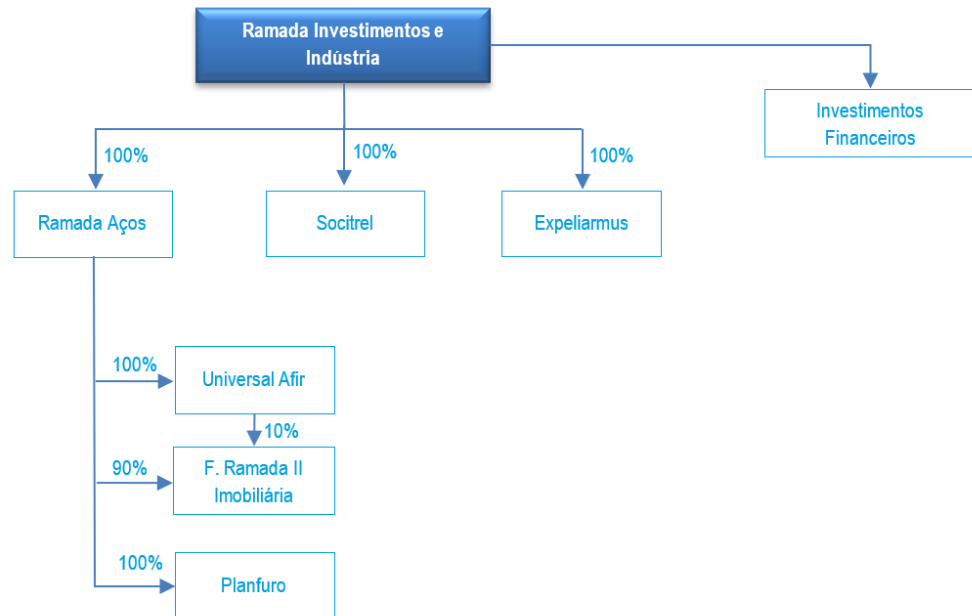 Ramada Investimentos e
Indústria
Investimentos
Financeiros
100%
100%
100%
Ramada Aços
Socitrel
Expeliarmus
100%
Universal Afir
10%
90%
F. Ramada II
Imobiliária
100%
Planfuro